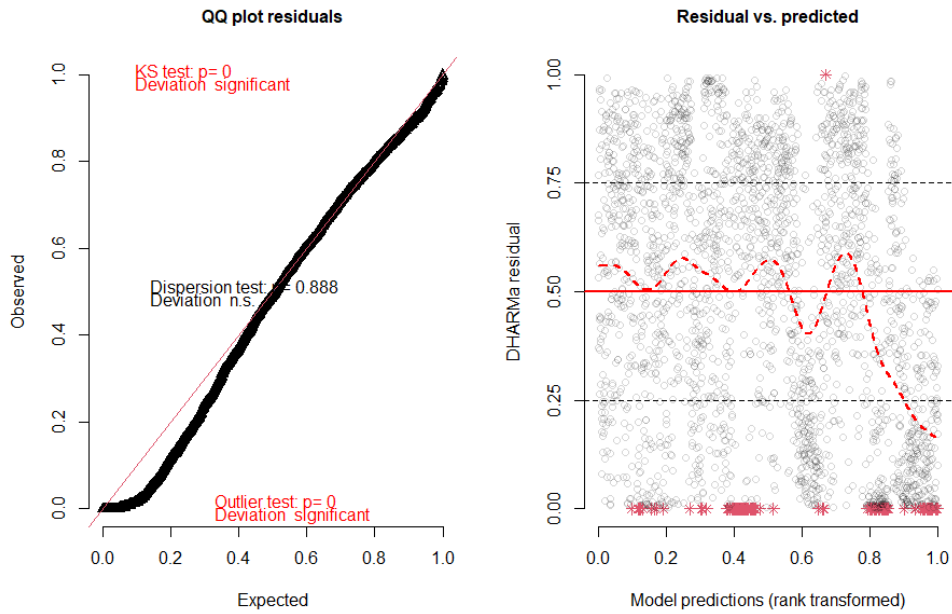 QQ plot residuals
KS test: p= 0
Deviation significant
Dispersion test: p= 0.888
Deviation n.s.
Outlier test: p= 0
Deviation significant
Observed
0.0
0.2
0.4
0.6
0.8
1.0
0.0 0.2 0.4 0.6 0.8 1.0
Expected
Residual vs. predicted
DHARMa residual
0.00
0.25
0.50
0.75
1.00
0.0 0.2 0.4 0.6 0.8 1.0
Model predictions (rank transformed)